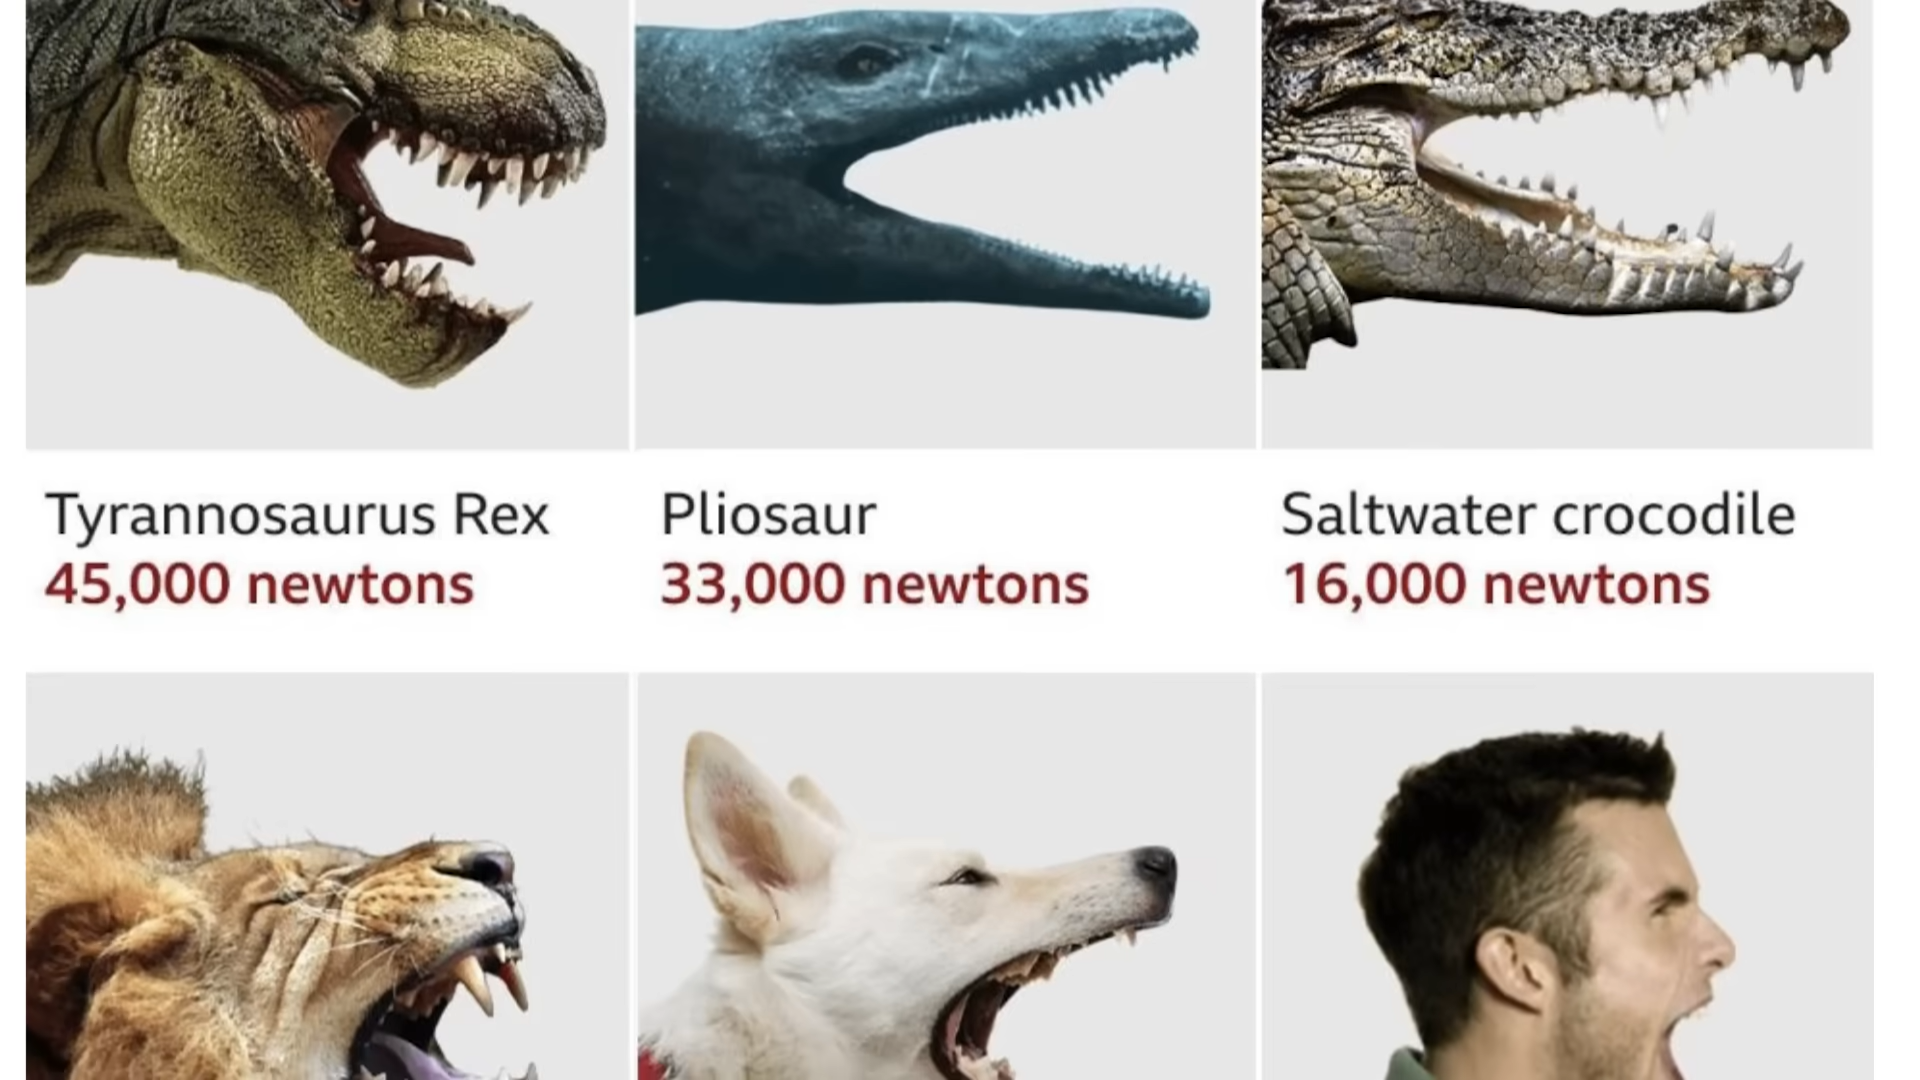 Tyrannosaurus Rex
45,000 newtons
Pliosaur
33,000 newtons
Saltwater crocodile
16,000 newtons